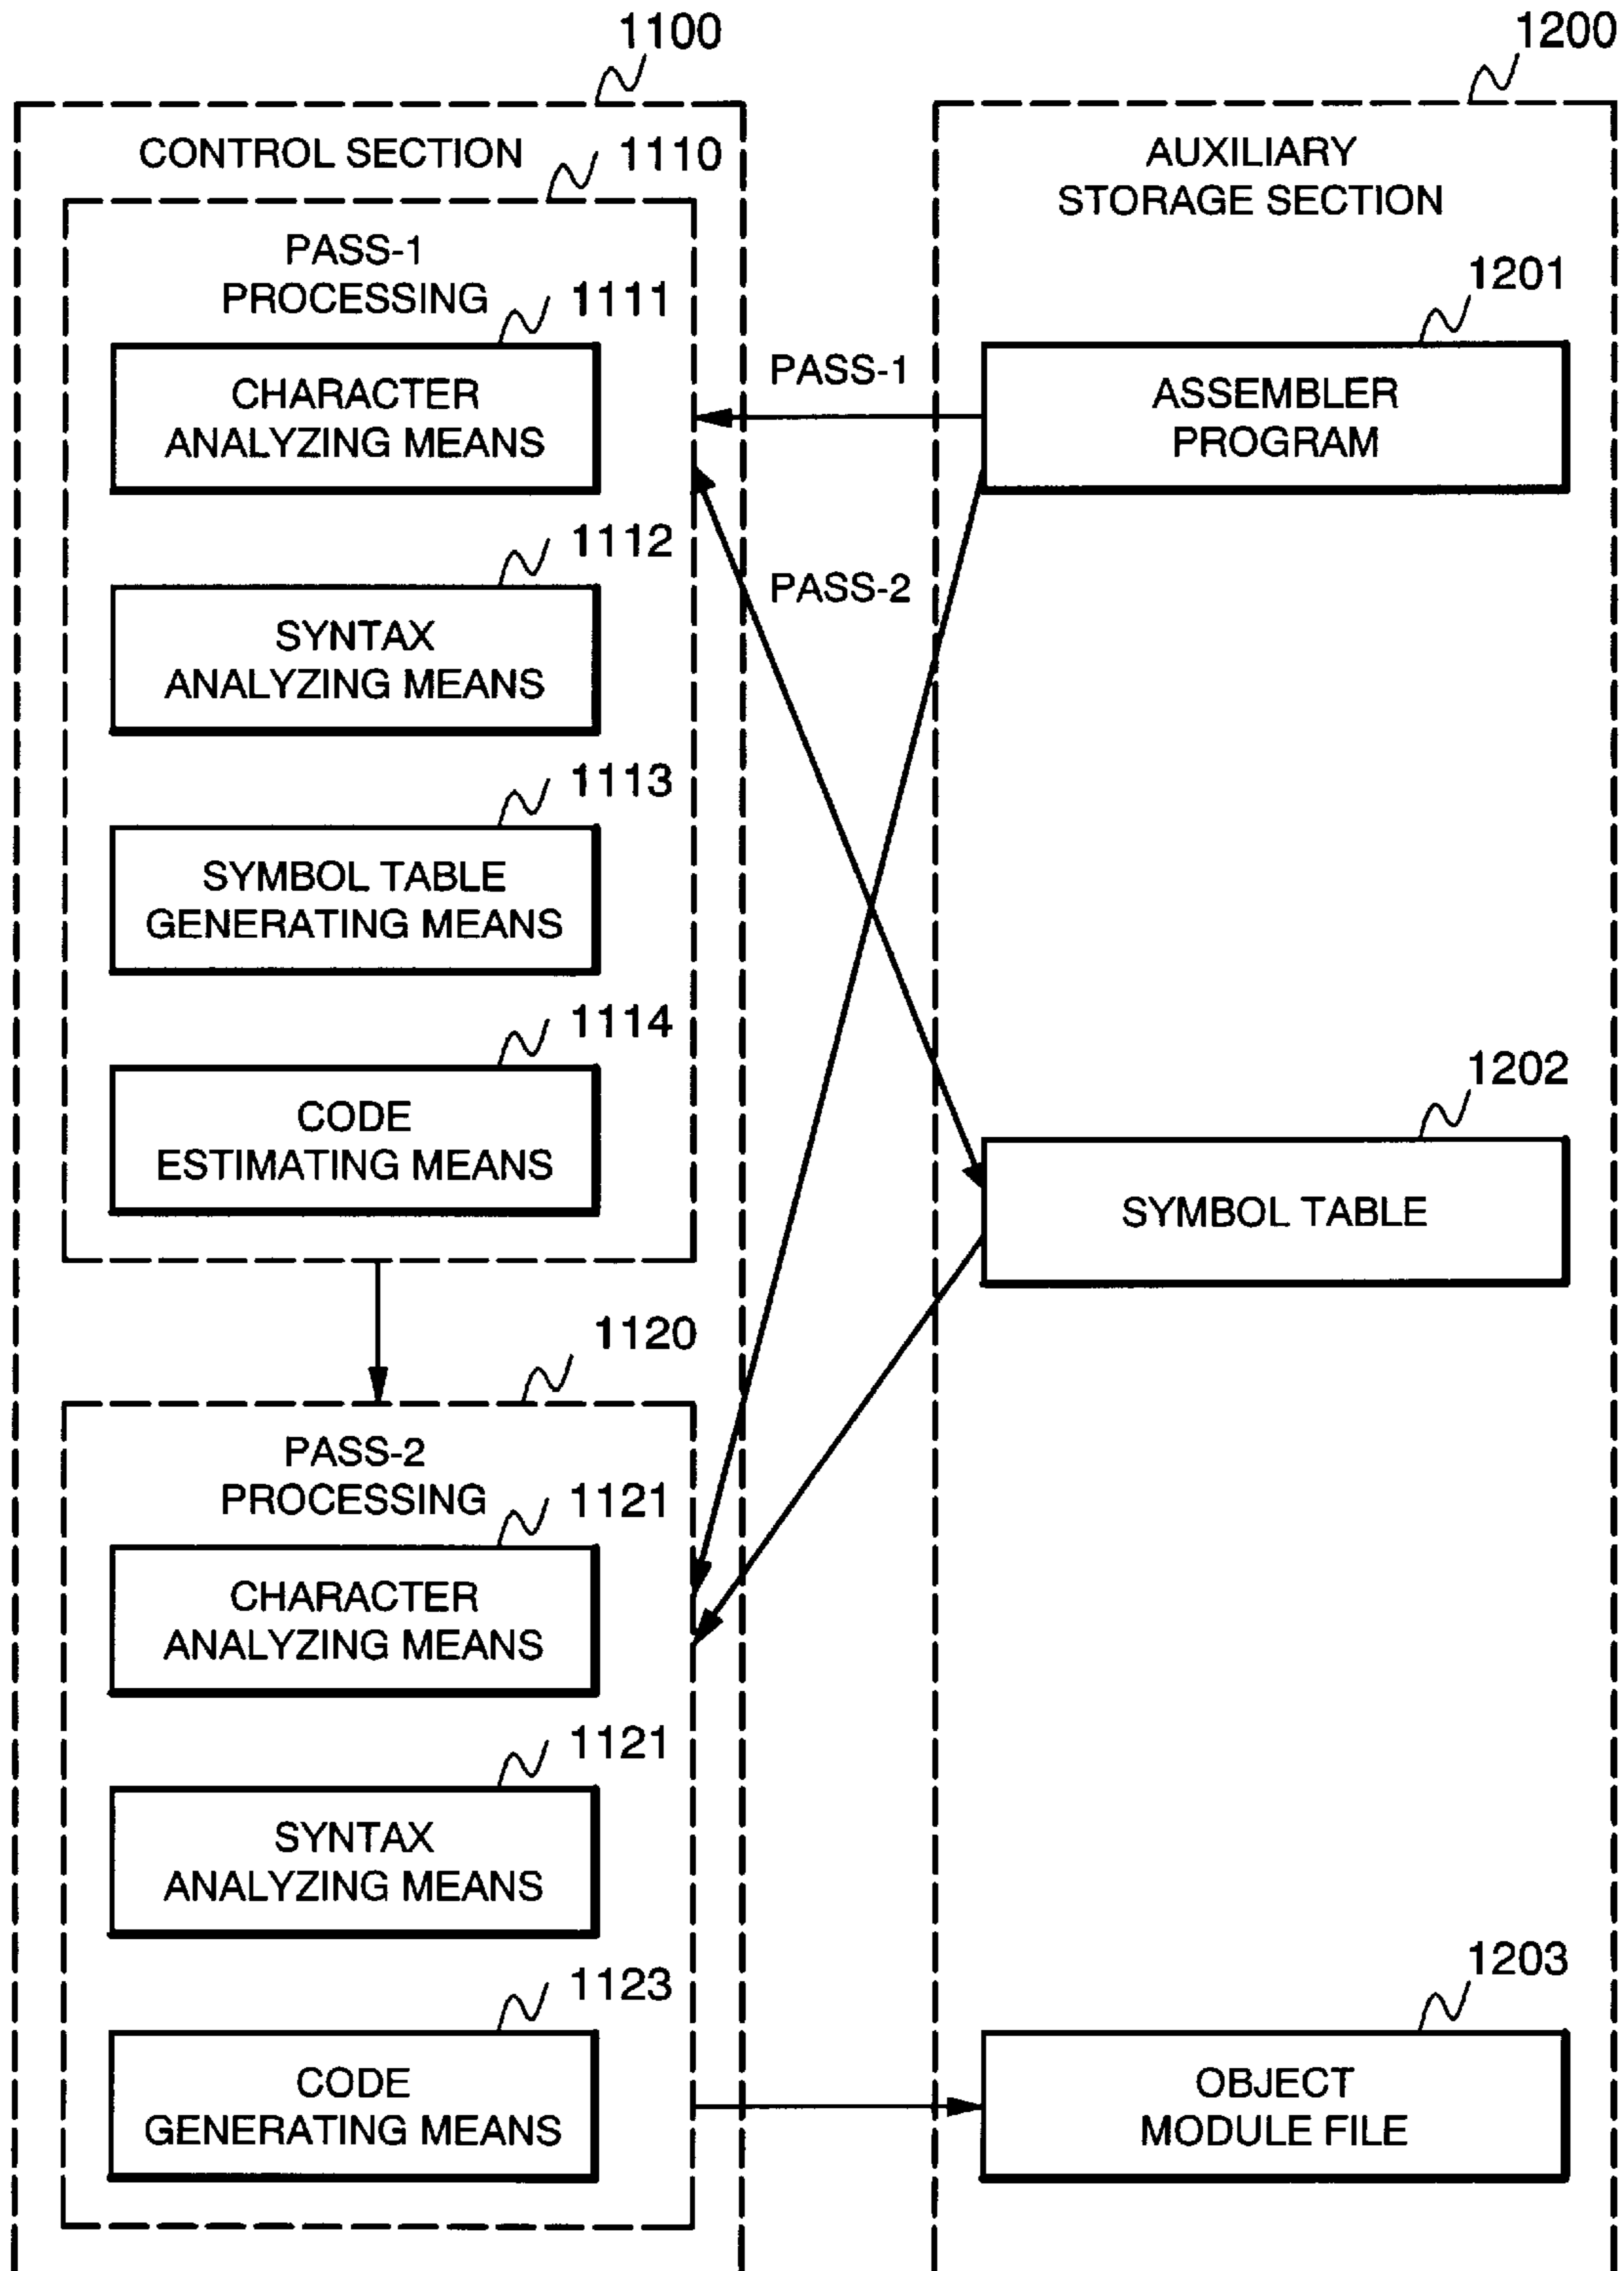 1100
1200
CONTROL SECTION
1110
AUXILIARY
STORAGE SECTION
PASS-1
PROCESSING
1111
CHARACTER
ANALYZING MEANS
1112
SYNTAX
ANALYZING MEANS
1113
SYMBOL TABLE
GENERATING MEANS
1114
CODE
ESTIMATING MEANS
PASS-1
PASS-2
1201
ASSEMBLER
PROGRAM
1202
SYMBOL TABLE
1120
PASS-2
PROCESSING
1121
CHARACTER
ANALYZING MEANS
1121
SYNTAX
ANALYZING MEANS
1123
CODE
GENERATING MEANS
1203
OBJECT
MODULE FILE